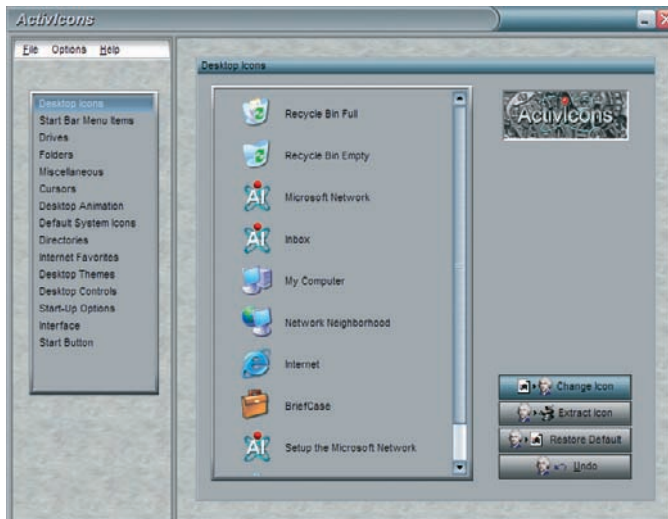 ActivIcons
File Options Help
Desktop Icons
Start Bar Menu Items
Drives
Folders
Miscellaneous
Cursors
Desktop Animation
Default System Icons
Directories
Internet Favorites
Desktop Themes
Desktop Controls
Start-Up Options
Interface
Start Button
Desktop Icons
Recycle Bin Full
Recycle Bin Empty
AI Microsoft Network
AI Inbox
My Computer
Network Neighborhood
Internet
BriefCase
AI Setup the Microsoft Network
ActivIcons
Change Icon
Extract Icon
Restore Default
Undo